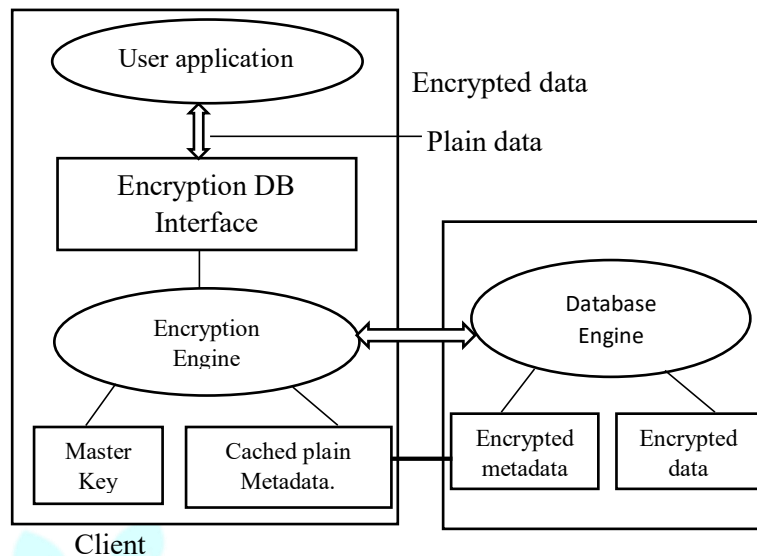 User application
Encrypted data
Plain data
Encryption DB
Interface
Encryption
Engine
Database
Engine
Master
Key
Cached plain
Metadata.
Encrypted
metadata
Encrypted
data
Client